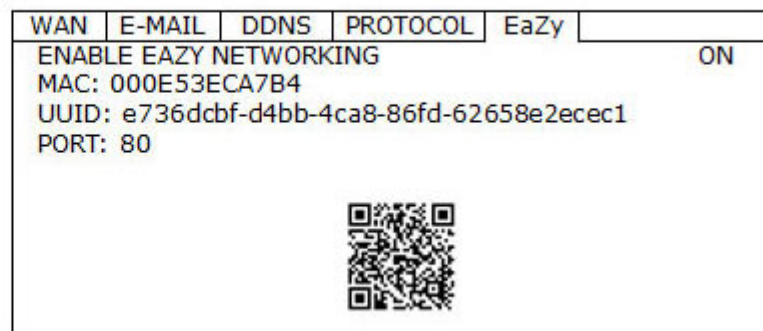 WAN E-MAIL DDNS PROTOCOL EaZy
ENABLE EAZY NETWORKING ON
MAC: 000E53ECA7B4
UUID: e736dcbf-d4bb-4ca8-86fd-62658e2ecec1
PORT: 80